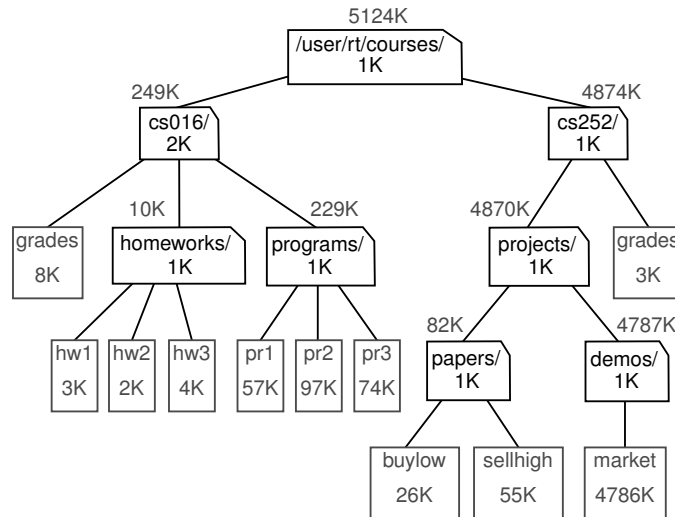 5124K
/user/rt/courses/
1K
249K
4874K
cs016/
2K
cs252/
1K
10K
229K
4870K
grades
8K
homeworks/
1K
programs/
1K
projects/
1K
grades
3K
82K
4787K
hw1
3K
hw2
2K
hw3
4K
pr1
57K
pr2
97K
pr3
74K
papers/
1K
demos/
1K
buylow
26K
sellhigh
55K
market
4786K